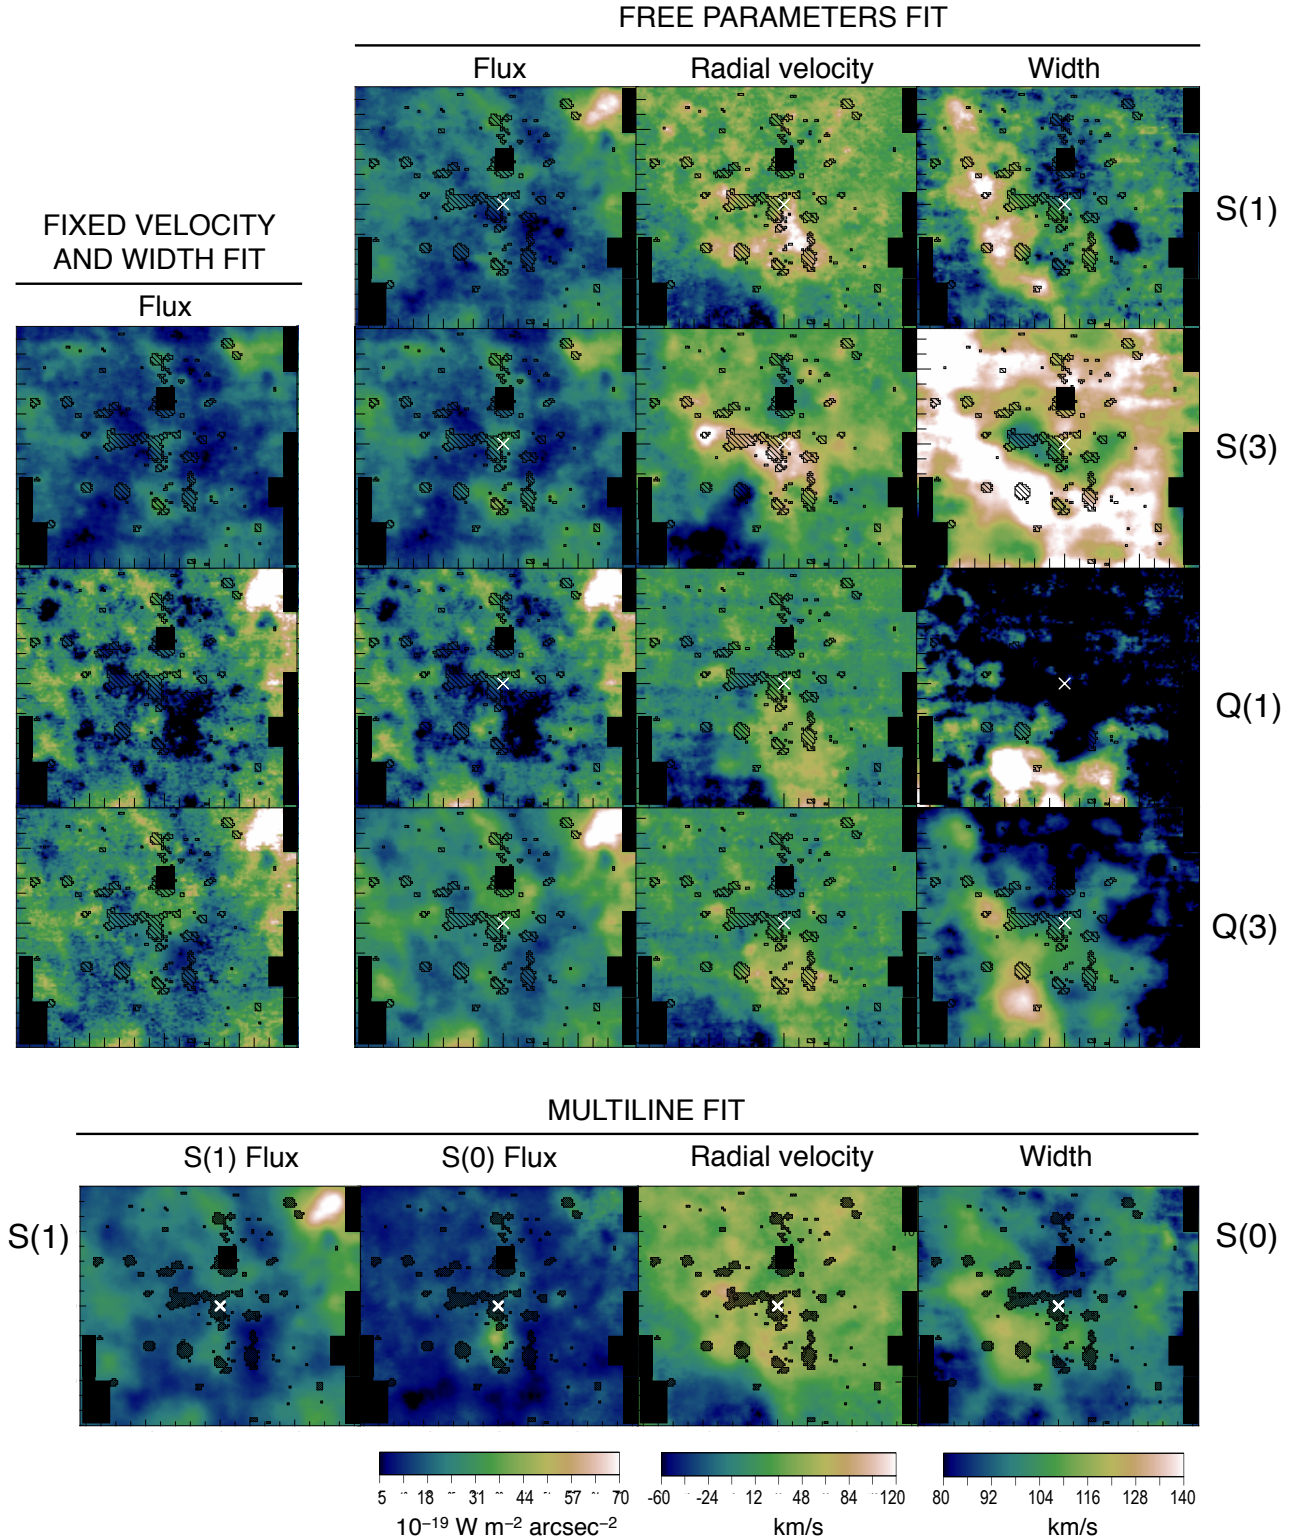 FREE PARAMETERS FIT
Flux
Radial velocity
Width
S(1)
FIXED VELOCITY
AND WIDTH FIT
Flux
S(3)
Q(1)
Q(3)
MULTILINE FIT
S(1) Flux
S(0) Flux
Radial velocity
Width
S(1)
S(0)
5 18 31 44 57 70
-60 -24 12 48 84 120
80 92 104 116 128 140
10⁻¹⁹ W m⁻² arcsec⁻²
km/s
km/s